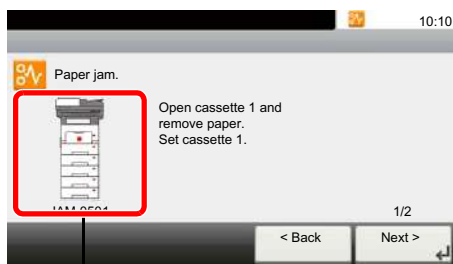 10:10
Paper jam.
Open cassette 1 and
remove paper.
Set cassette 1.
1/2
< Back
Next >